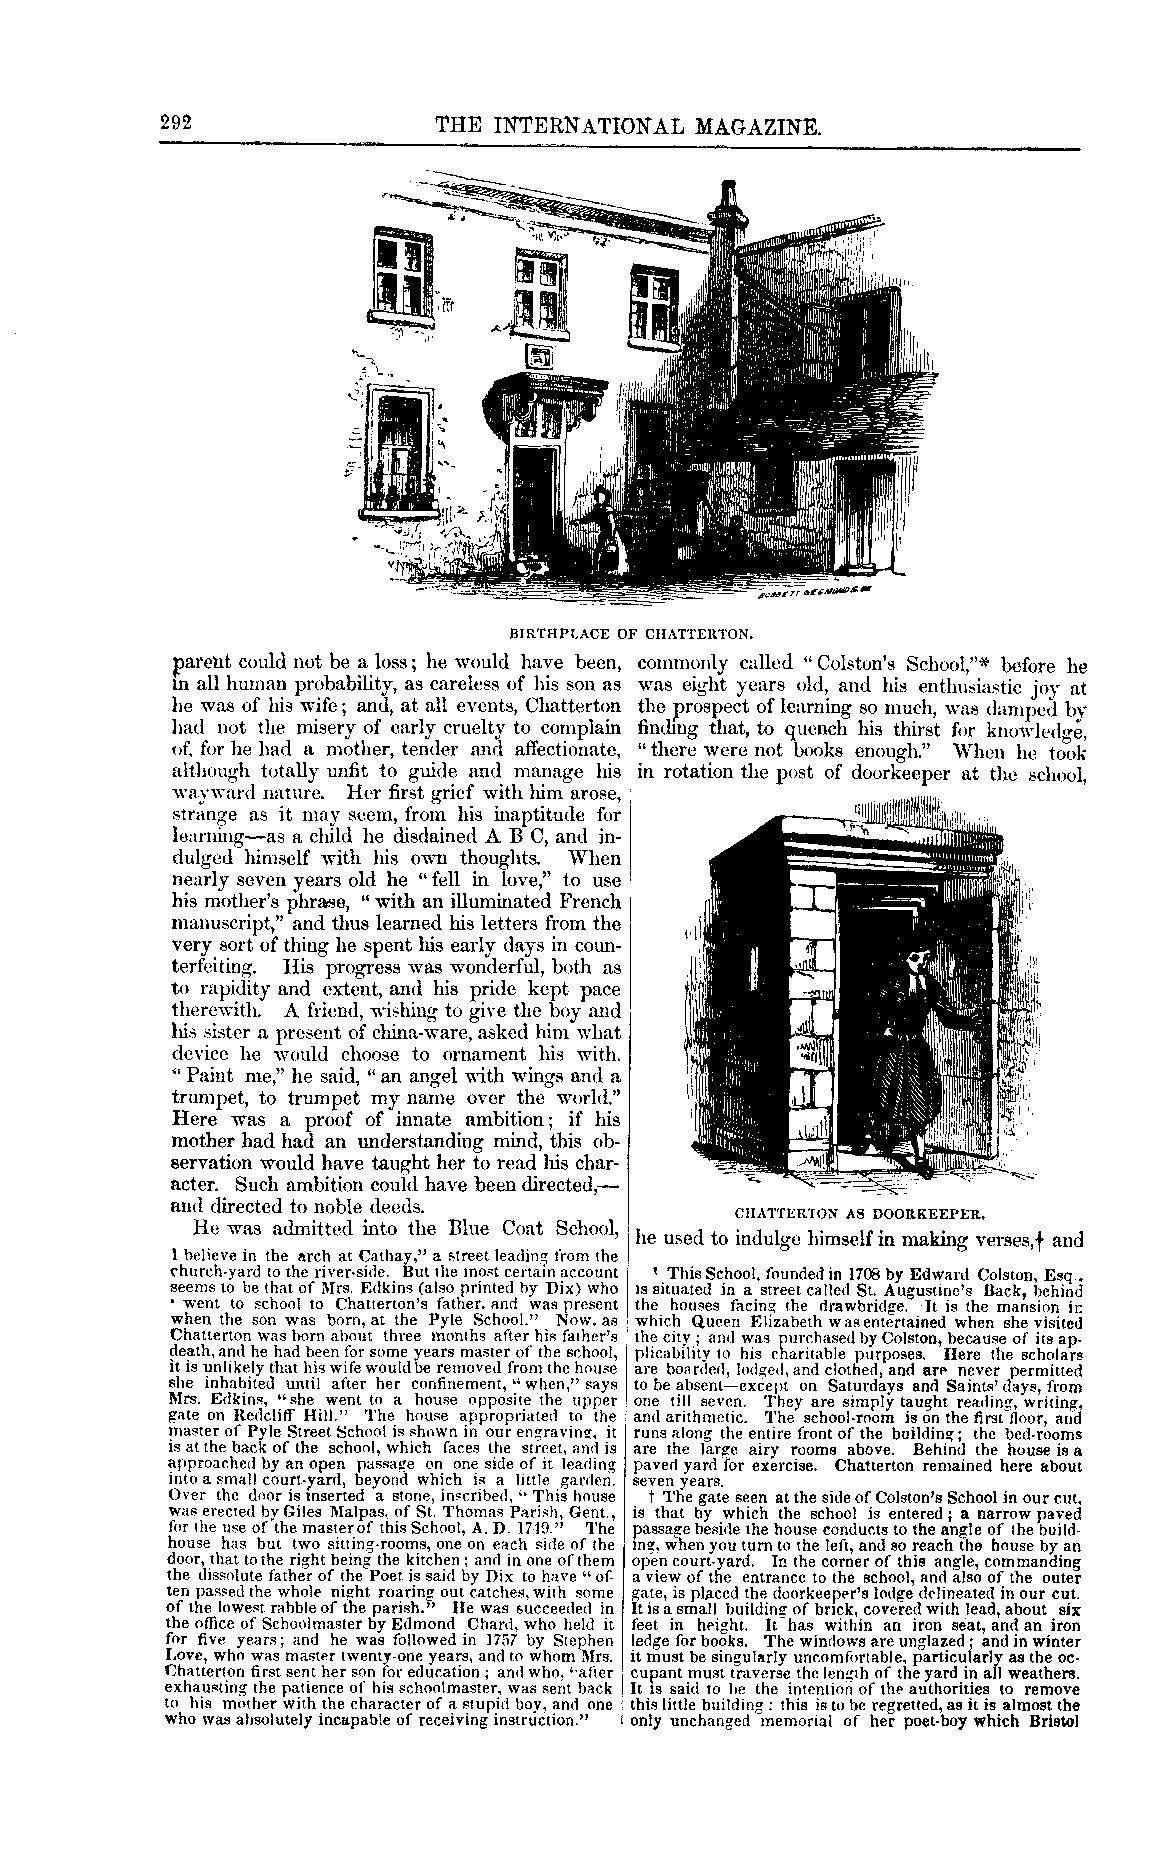 292
THE INTERNATIONAL MAGAZINE.
BIRTHPLACE OF CHATTERTON.
parent could not be a loss; he would have been,
in all human probability, as careless of his son as
he was of his wife; and, at all events, Chatterton
had not the misery of early cruelty to complain
of, for he had a mother, tender and affectionate,
although totally unfit to guide and manage his
wayward nature. Her first grief with him arose,
strange as it may seem, from his inaptitude for
learning—as a child he disdained A B C, and in-
dulged himself with his own thoughts. When
nearly seven years old he "fell in love," to use
his mother's phrase, "with an illuminated French
manuscript," and thus learned his letters from the
very sort of thing he spent his early days in coun-
terfeiting. His progress was wonderful, both as
to rapidity and extent, and his pride kept pace
therewith. A friend, wishing to give the boy and
his sister a present of china-ware, asked him what
device he would choose to ornament his with.
"Paint me," he said, "an angel with wings and a
trumpet, to trumpet my name over the world."
Here was a proof of innate ambition; if his
mother had had an understanding mind, this ob-
servation would have taught her to read his char-
acter. Such ambition could have been directed,—
and directed to noble deeds.
He was admitted into the Blue Coat School,
I believe in the arch at Cathay," a street leading from the
church-yard to the river-side. But the most certain account
seems to be that of Mrs. Edkins (also printed by Dix) who
' went to school to Chatterton's father, and was present
when the son was born, at the Pyle School." Now, as
Chatterton was born about three months after his father's
death, and he had been for some years master of the school,
it is unlikely that his wife would be removed from the house
she inhabited until after her confinement, "when," says
Mrs. Edkins, "she went to a house opposite the upper
gate on Redcliff Hill." The house appropriated to the
master of Pyle Street School is shown in our engraving, it
is at the back of the school, which faces the street, and is
approached by an open passage on one side of it leading
into a small court-yard, beyond which is a little garden.
Over the door is inserted a stone, inscribed, "This house
was erected by Giles Malpas, of St. Thomas Parish, Gent.,
for the use of the master of this School, A. D. 1749." The
house has but two sitting-rooms, one on each side of the
door, that to the right being the kitchen; and in one of them
the dissolute father of the Poet is said by Dix to have "of-
ten passed the whole night roaring out catches, with some
of the lowest rabble of the parish." He was succeeded in
the office of Schoolmaster by Edmond Chard, who held it
for five years; and he was followed in 1757 by Stephen
Love, who was master twenty-one years, and to whom Mrs.
Chatterton first sent her son for education; and who, "after
exhausting the patience of his schoolmaster, was sent back
to his mother with the character of a stupid boy, and one
who was absolutely incapable of receiving instruction."
commonly called "Colston's School,"* before he
was eight years old, and his enthusiastic joy at
the prospect of learning so much, was damped by
finding that, to quench his thirst for knowledge,
"there were not books enough." When he took
in rotation the post of doorkeeper at the school,
CHATTERTON AS DOORKEEPER.
he used to indulge himself in making verses,† and
* This School, founded in 1708 by Edward Colston, Esq.,
is situated in a street called St. Augustine's Back, behind
the houses facing the drawbridge. It is the mansion in
which Queen Elizabeth was entertained when she visited
the city; and was purchased by Colston, because of its ap-
plicability to his charitable purposes. Here the scholars
are boarded, lodged, and clothed, and are never permitted
to be absent—except on Saturdays and Saints' days, from
one till seven. They are simply taught reading, writing,
and arithmetic. The school-room is on the first floor, and
runs along the entire front of the building; the bed-rooms
are the large airy rooms above. Behind the house is a
paved yard for exercise. Chatterton remained here about
seven years.
† The gate seen at the side of Colston's School in our cut,
is that by which the school is entered; a narrow paved
passage beside the house conducts to the angle of the build-
ing, when you turn to the left, and so reach the house by an
open court-yard. In the corner of this angle, commanding
a view of the entrance to the school, and also of the outer
gate, is placed the doorkeeper's lodge delineated in our cut.
It is a small building of brick, covered with lead, about six
feet in height. It has within an iron seat, and an iron
ledge for books. The windows are unglazed; and in winter
it must be singularly uncomfortable, particularly as the oc-
cupant must traverse the length of the yard in all weathers.
It is said to be the intention of the authorities to remove
this little building: this is to be regretted, as it is almost the
only unchanged memorial of her poet-boy which Bristol